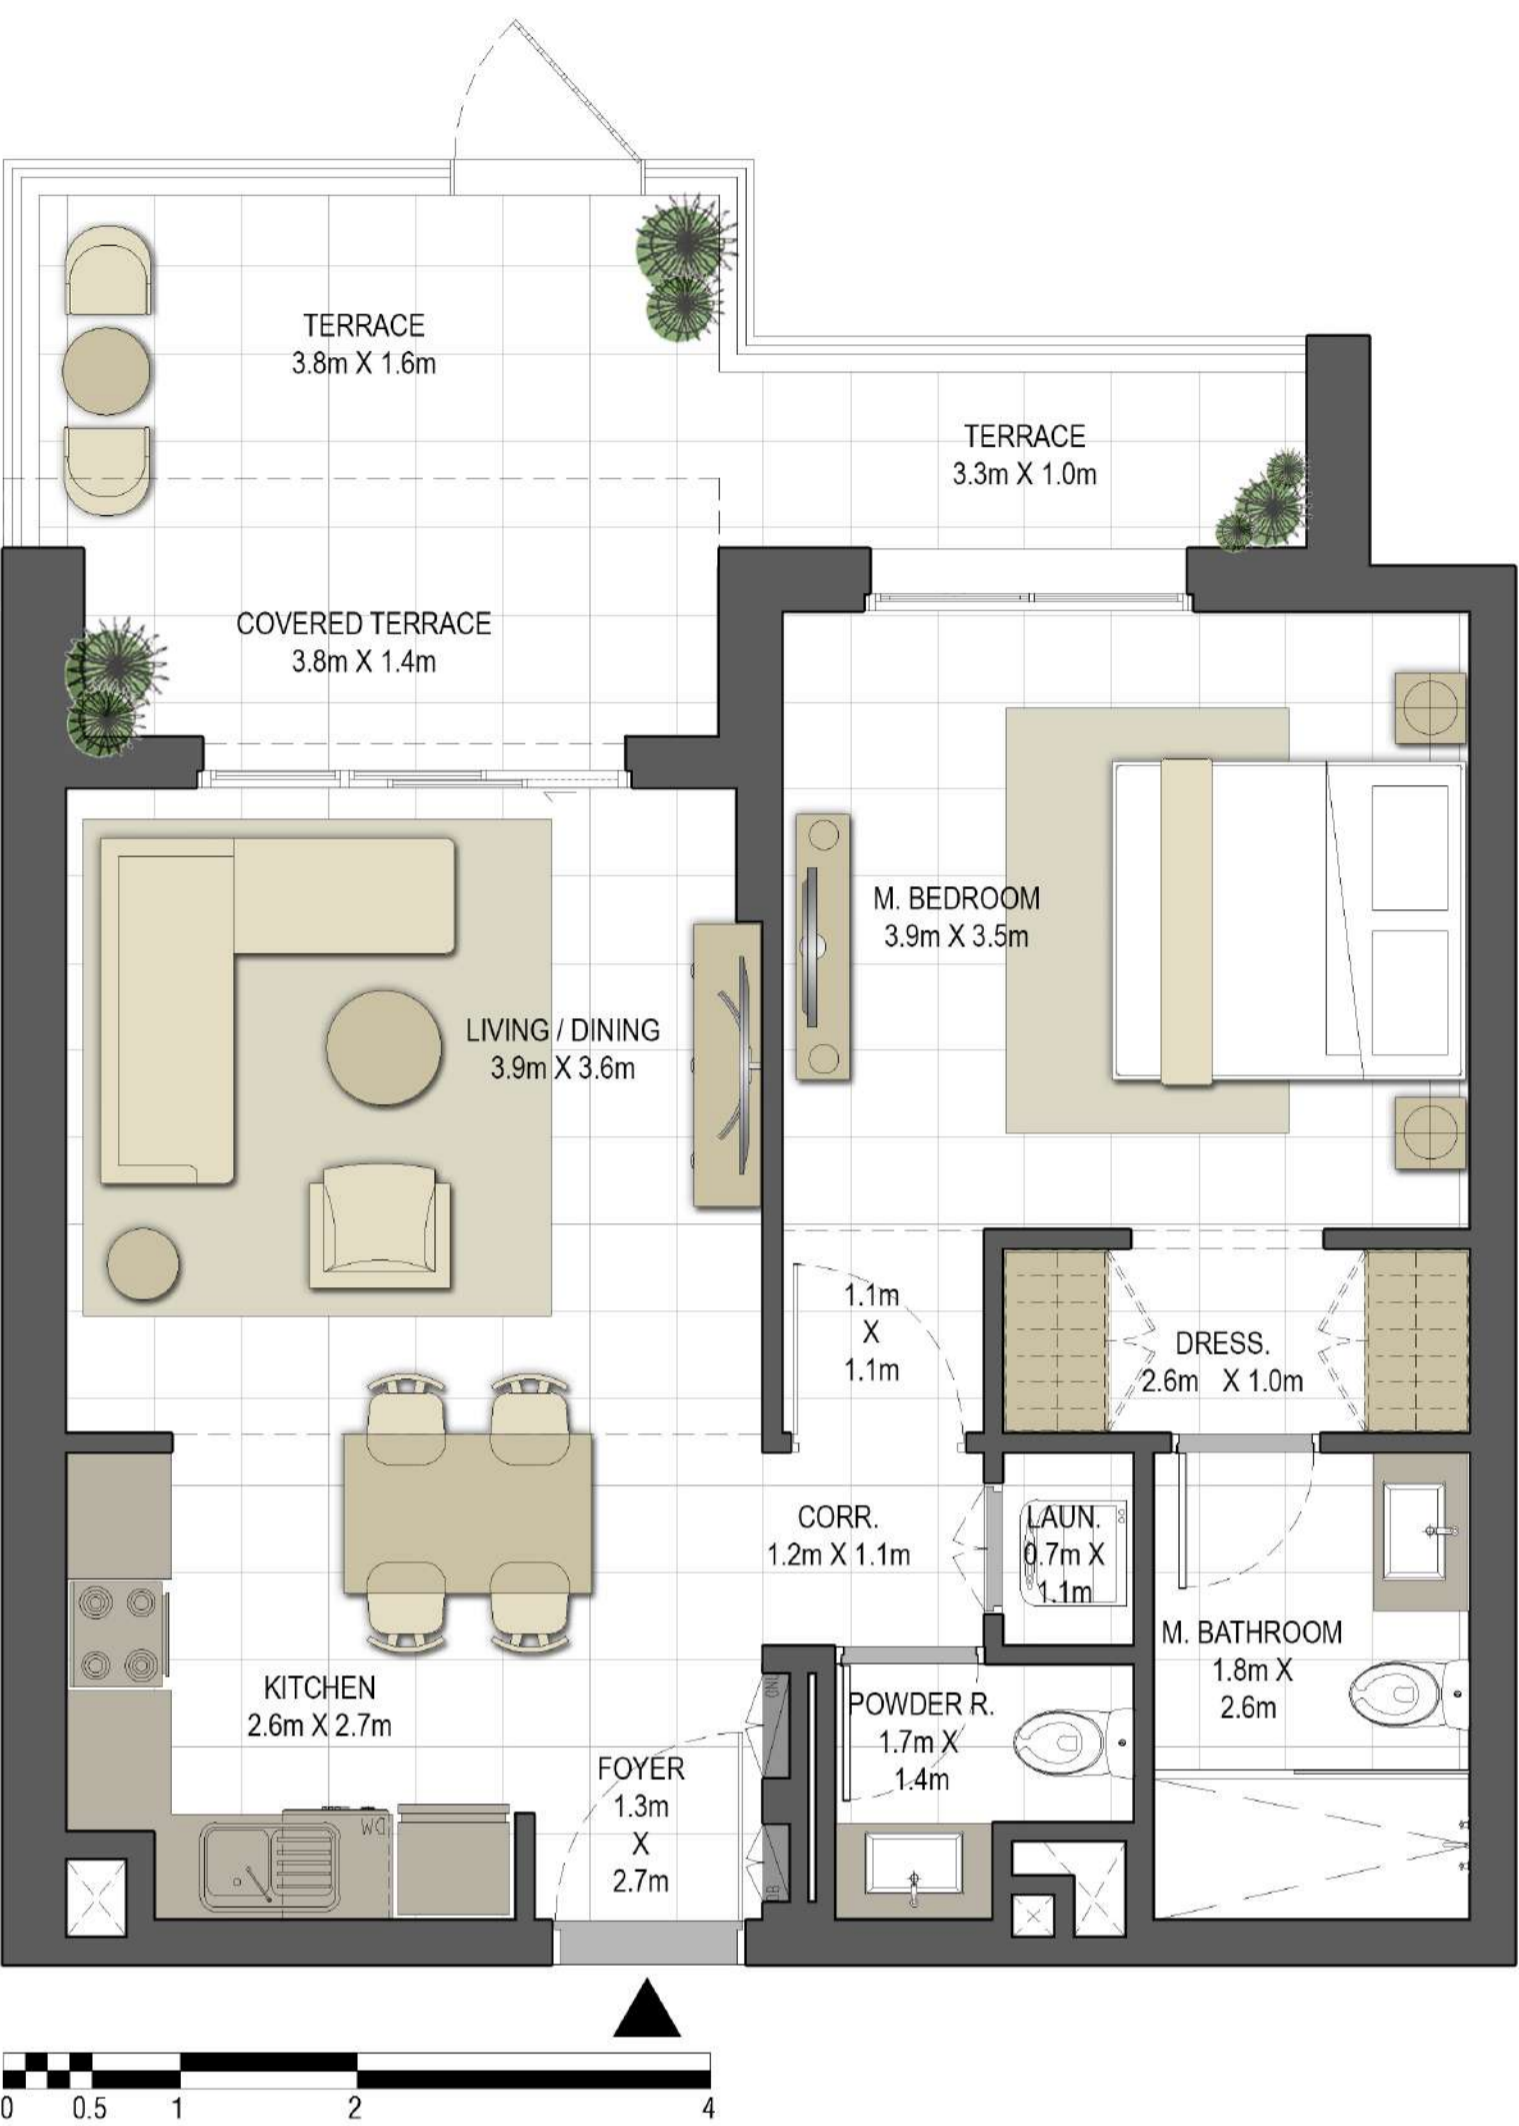 TERRACE
3.8m X 1.6m
TERRACE
3.3m X 1.0m
COVERED TERRACE
3.8m X 1.4m
M. BEDROOM
3.9m X 3.5m
LIVING / DINING
3.9m X 3.6m
1.1m
X
1.1m
DRESS.
2.6m X 1.0m
CORR.
1.2m X 1.1m
LAUN.
0.7m X
1.1m
M. BATHROOM
1.8m X
2.6m
KITCHEN
2.6m X 2.7m
POWDER R.
1.7m X
1.4m
FOYER
1.3m
X
2.7m
DW
DB
0 0.5 1 2 4